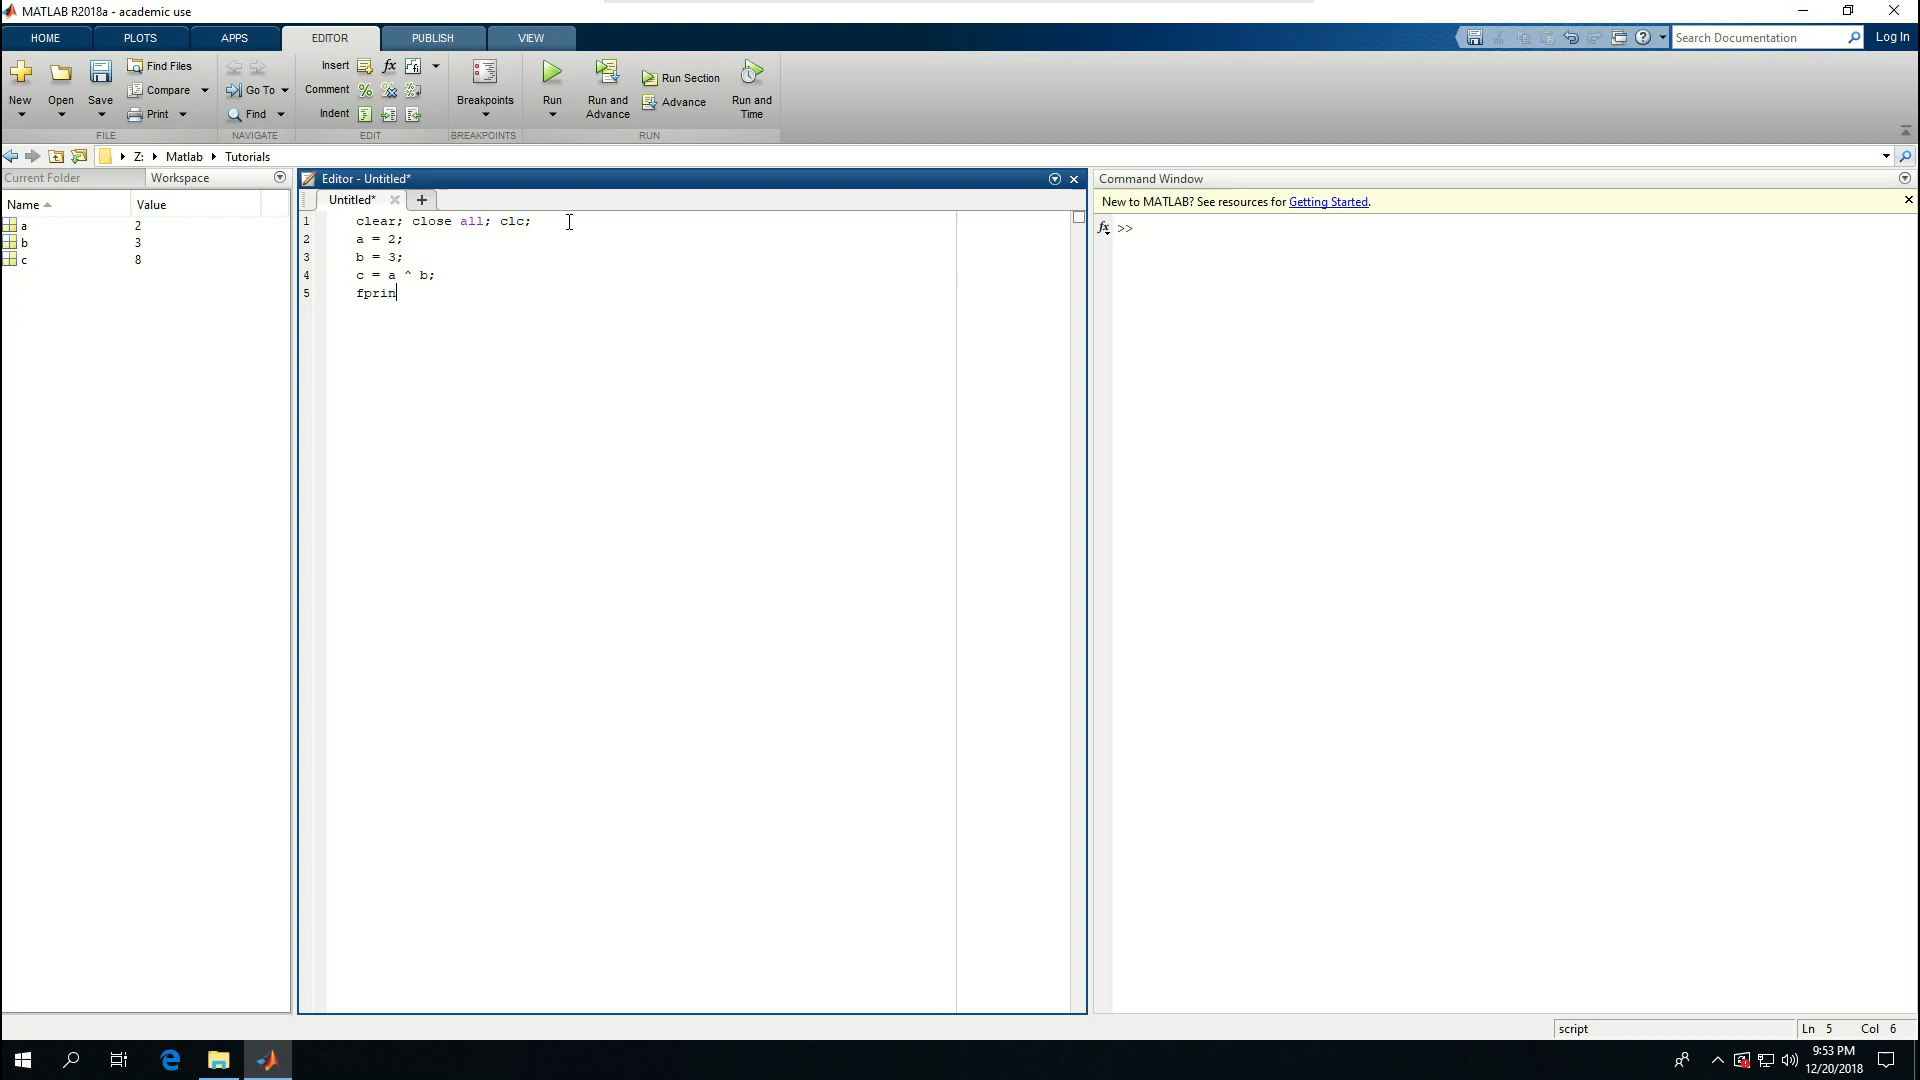 MATLAB R2018a - academic use
HOME PLOTS APPS EDITOR PUBLISH VIEW Search Documentation Log In
New Open Save Find Files Compare Print Go To Find Insert fx Comment Indent Breakpoints Run Run and Advance Run Section Advance Run and Time
FILE NAVIGATE EDIT BREAKPOINTS RUN
Z: Matlab Tutorials
Current Folder Workspace
Name Value
a 2
b 3
c 8
Editor - Untitled*
Untitled* +
1 clear; close all; clc;
2 a = 2;
3 b = 3;
4 c = a ^ b;
5 fprin
Command Window
New to MATLAB? See resources for Getting Started.
fx >>
script Ln 5 Col 6
9:53 PM
12/20/2018